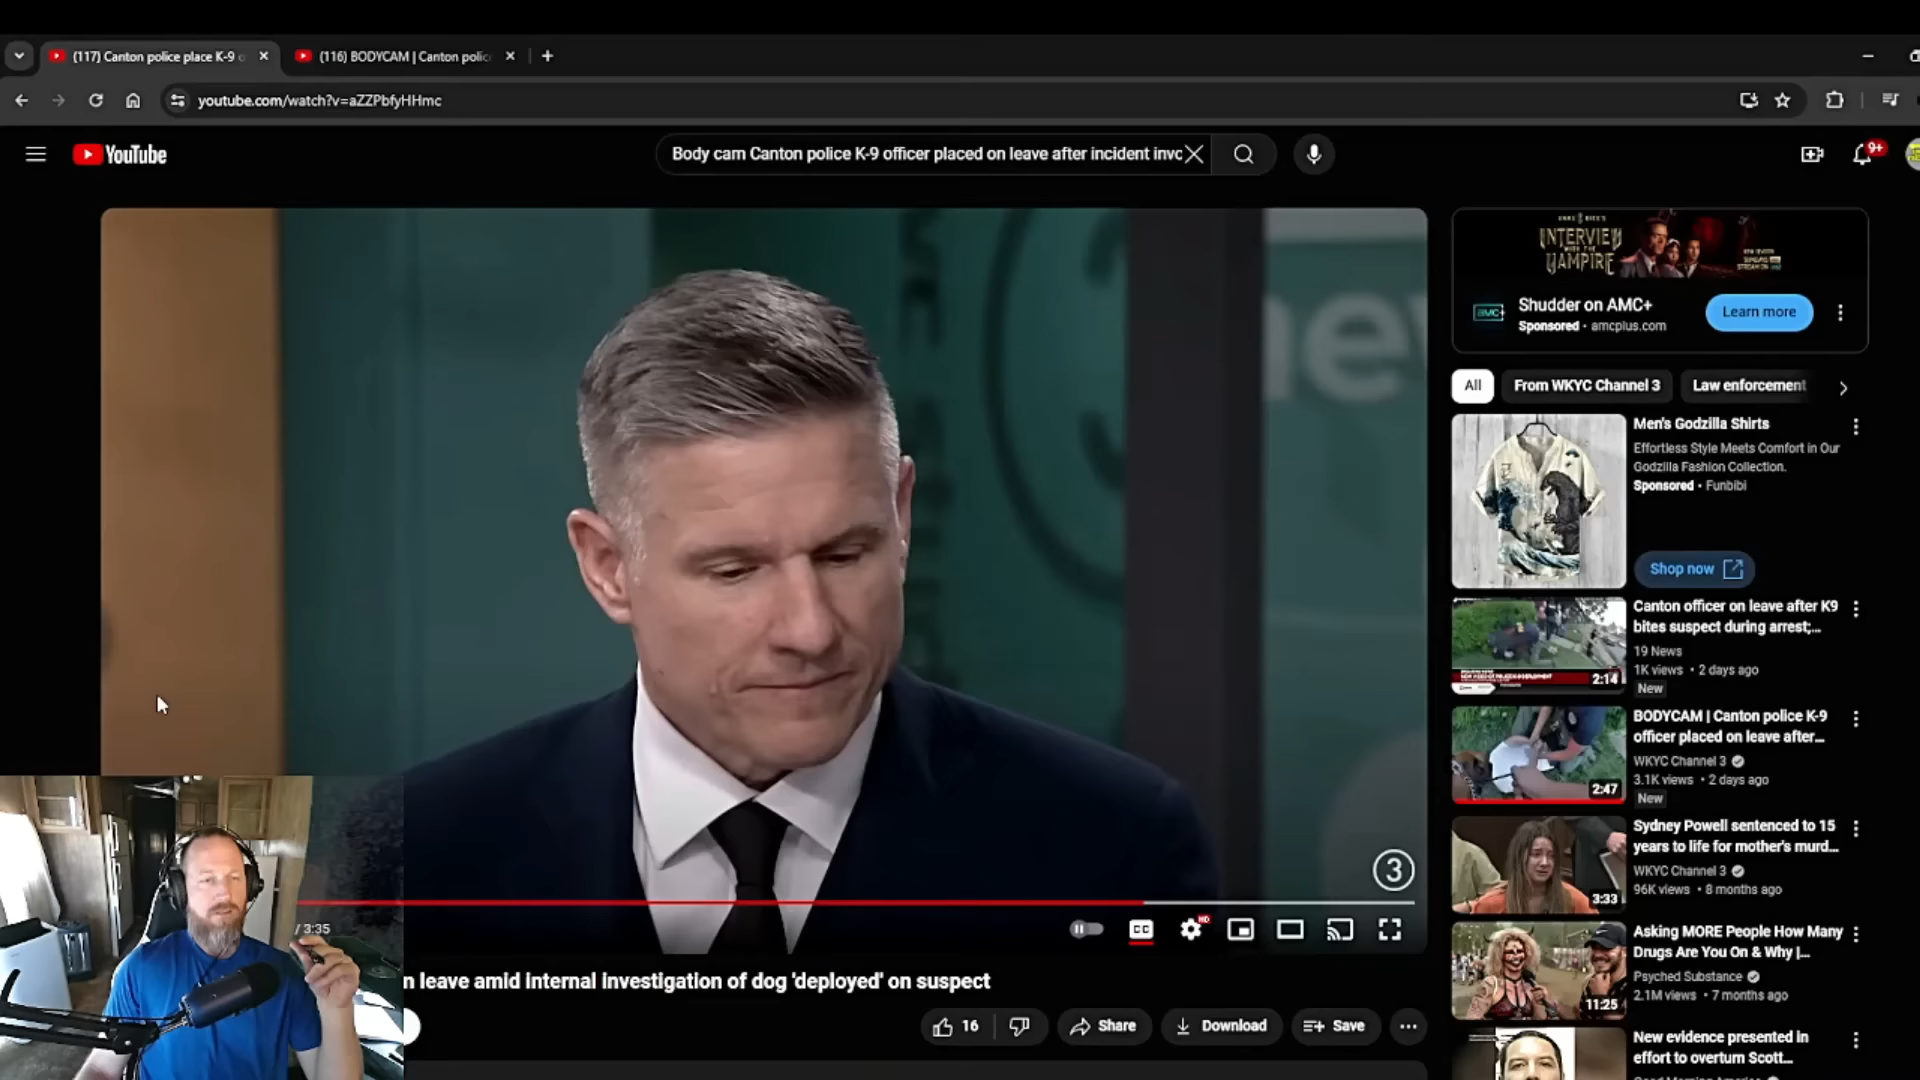 (117) Canton police place K-9 o
(116) BODYCAM | Canton polic
youtube.com/watch?v=aZZPbfyHHmc
YouTube
Body cam Canton police K-9 officer placed on leave after incident invo
9+
INTERVIEW
WITH THE
VAMPIRE
Shudder on AMC+
Sponsored · amcplus.com
Learn more
AMC+
All
From WKYC Channel 3
Law enforcement
Men's Godzilla Shirts
Effortless Style Meets Comfort in Our
Godzilla Fashion Collection.
Sponsored · Funbibi
Shop now
Canton officer on leave after K9
bites suspect during arrest;...
19 News
1K views • 2 days ago
New
2:14
BODYCAM | Canton police K-9
officer placed on leave after...
WKYC Channel 3
3.1K views • 2 days ago
New
2:47
Sydney Powell sentenced to 15
years to life for mother's murd...
WKYC Channel 3
96K views • 8 months ago
3:33
Asking MORE People How Many
Drugs Are You On & Why |...
Psyched Substance
2.1M views • 7 months ago
11:25
New evidence presented in
effort to overturn Scott...
ne
3
/ 3:35
CC
HD
n leave amid internal investigation of dog 'deployed' on suspect
16
Share
Download
Save